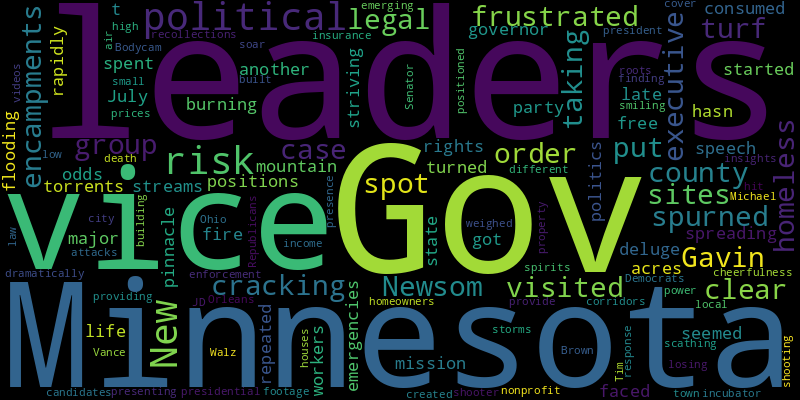 leaders
Gov
Minnesota
vice
political
legal
frustrated
turf
executive
governor
consumed
t
emerging
recollections
insurance
president
cover
high
air
Bodycam
rapidly
spent
another
striving
Senator
positioned
party
taking
roots
finding
smiling
late
started
videos
encampments
July
small
soar
built
burning
free
hasn
prices
flooding
group
low
death
risk
case
mountain
rights
turned
order
different
put
speech
insights
homeless
odds
torrents
streams
positions
spot
politics
county
sites
hit
Michael
law
city
building
pinnacle
Ohio
fire
Republicans
income
presence
state
got
weighed
property
spurned
spreading
major
attacks
deluge
Gavin
dramatically
enforcement
cracking
Newsom
visited
spirits
acres
Democrats
cheerfulness
clear
providing
New
JP
Orleans
homeowners
provide
corridors
power
local
life
repeated
houses
workers
emergencies
storms
seemed
scathing
Vance
Walz
mission
Brown
Tim
response
losing
shooting
candidates
presenting
presidential
footage
faced
created
shooter
nonprofit
town
incubator